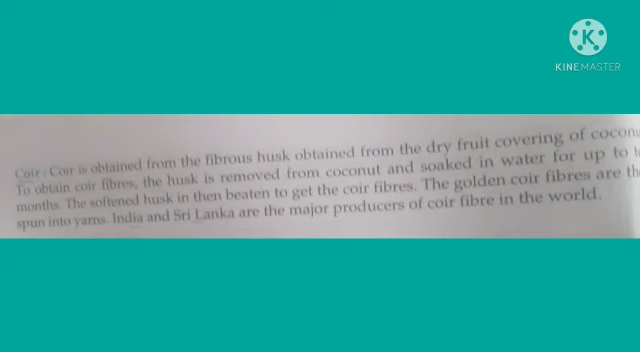 KINEMASTER
Coir : Coir is obtained from the fibrous husk obtained from the dry fruit covering of
To obtain coir fibres, the husk is removed from coconut and soaked in water for up to
months. The softened husk in then beaten to get the coir fibres. The golden coir fibres are
spun into yarns. India and Sri Lanka are the major producers of coir fibre in the world.